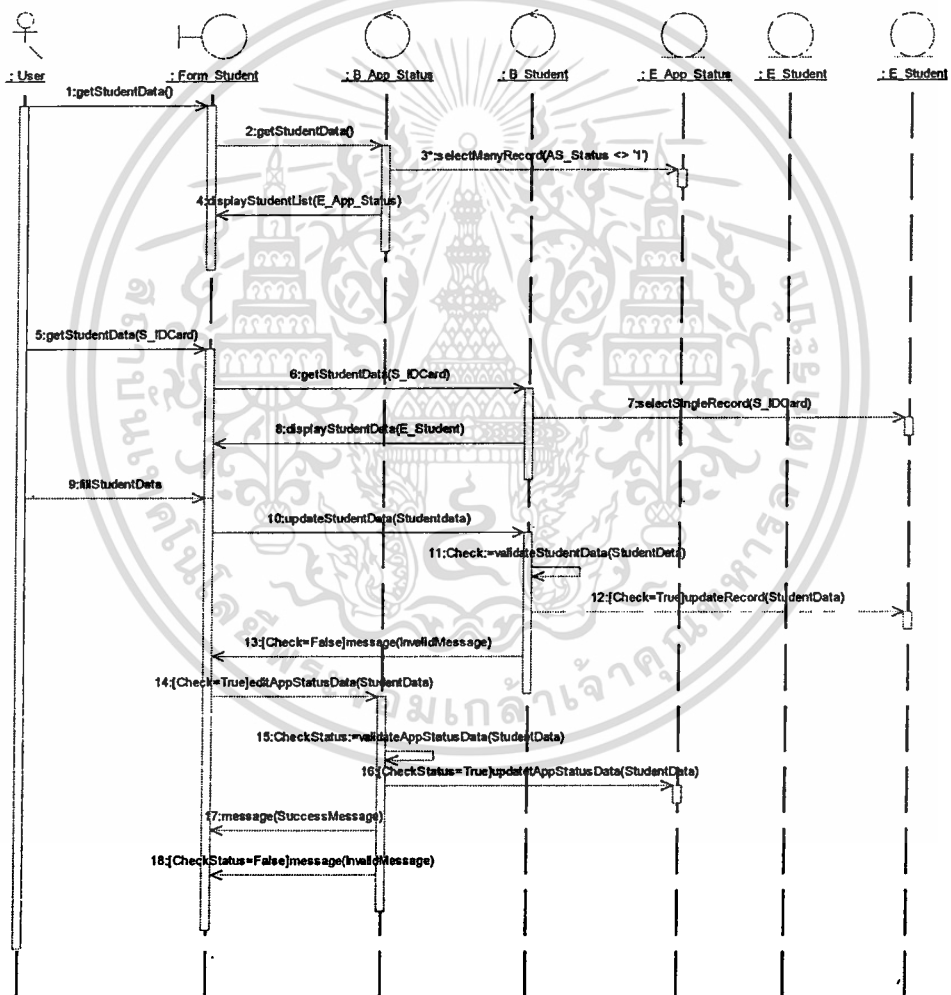 : User
: Form_Student
: B_App_Status
: B_Student
: E_App_Status
: E_Student
: E_Student
1:getStudentData()
2:getStudentData()
3*:selectManyRecord(AS_Status <> '1')
4:displayStudentList(E_App_Status)
5:getStudentData(S_IDCard)
6:getStudentData(S_IDCard)
7:selectSingleRecord(S_IDCard)
8:displayStudentData(E_Student)
9:fillStudentData
10:updateStudentData(Studentdata)
11:Check:=validateStudentData(StudentData)
12:[Check=True]updateRecord(StudentData)
13:[Check=False]message(InvalidMessage)
14:[Check=True]editAppStatusData(StudentData)
15:CheckStatus:=validateAppStatusData(StudentData)
16:[CheckStatus=True]updatetAppStatusData(StudentData)
17:message(SuccessMessage)
18:[CheckStatus=False]message(InvalidMessage)